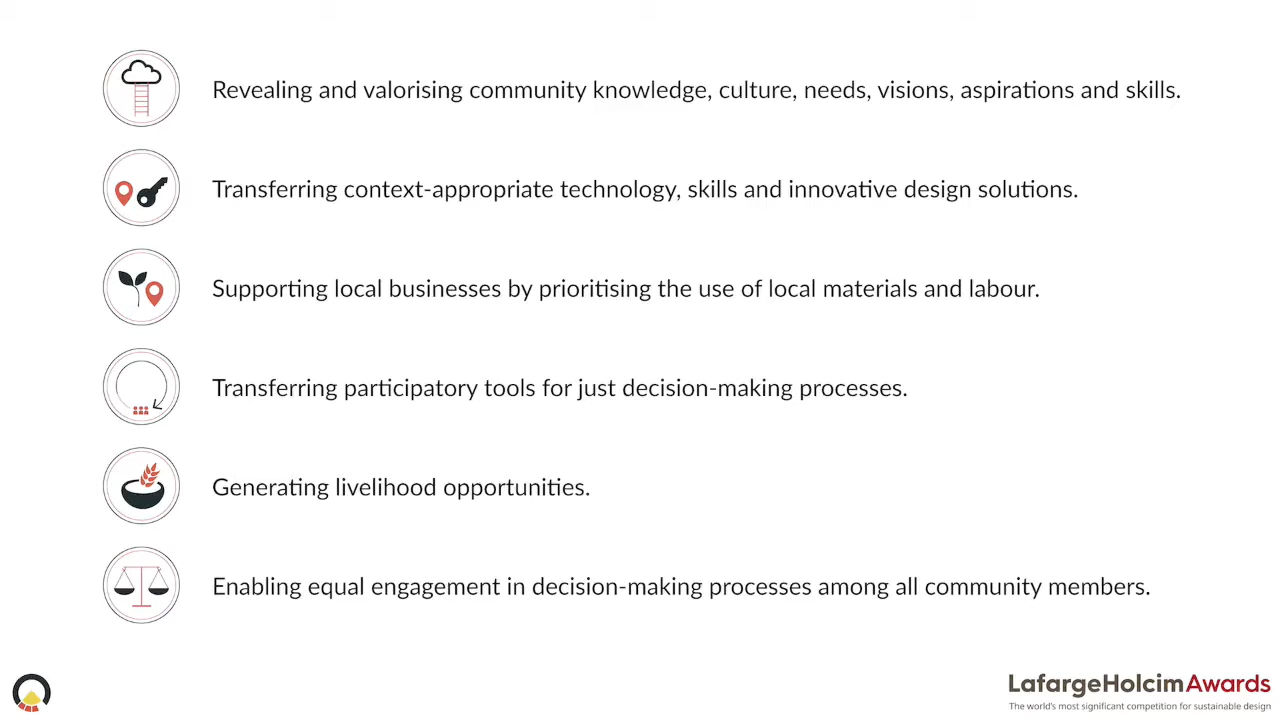 Revealing and valorising community knowledge, culture, needs, visions, aspirations and skills.
Transferring context-appropriate technology, skills and innovative design solutions.
Supporting local businesses by prioritising the use of local materials and labour.
Transferring participatory tools for just decision-making processes.
Generating livelihood opportunities.
Enabling equal engagement in decision-making processes among all community members.
LafargeHolcimAwards
The world's most significant competition for sustainable design